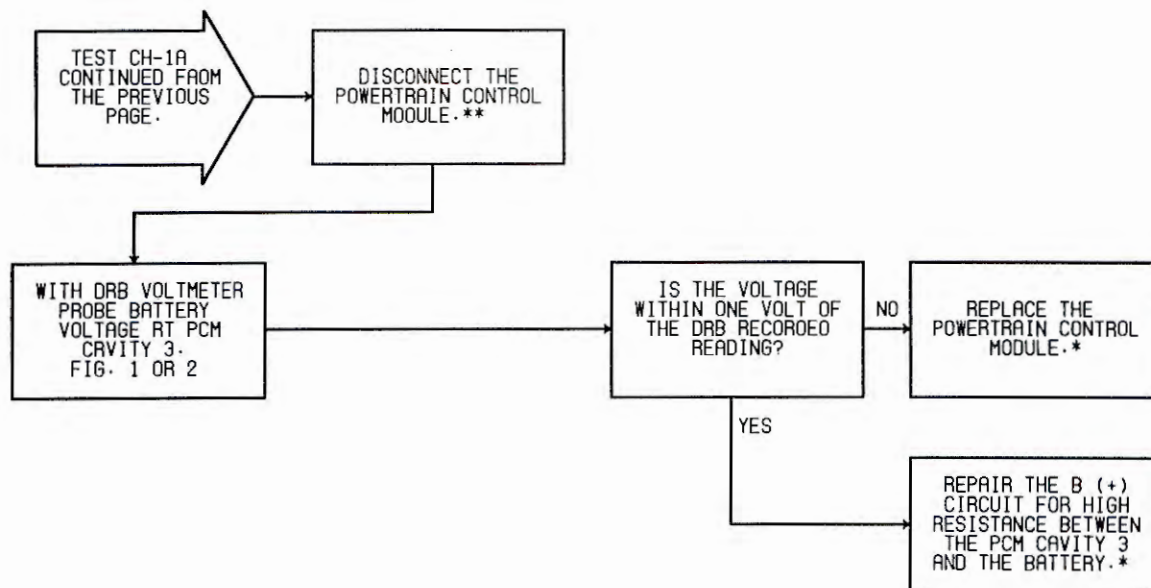 TEST CH-1A
CONTINUED FAOM
THE PREVIOUS
PAGE.
DISCONNECT THE
POWERTRAIN CONTROL
MOOULE.**
WITH DRB VOLTMETER
PROBE BATTERY
VOLTAGE RT PCM
CRVITY 3.
FIG. 1 OR 2
IS THE VOLTAGE
WITHIN ONE VOLT OF
THE DRB RECOROEO
READING?
NO
REPLACE THE
POWERTRAIN CONTROL
MODULE.*
YES
REPAIR THE B (+)
CIRCUIT FOR HIGH
RESISTANCE BETWEEN
THE PCM CAVITY 3
AND THE BATTERY.*